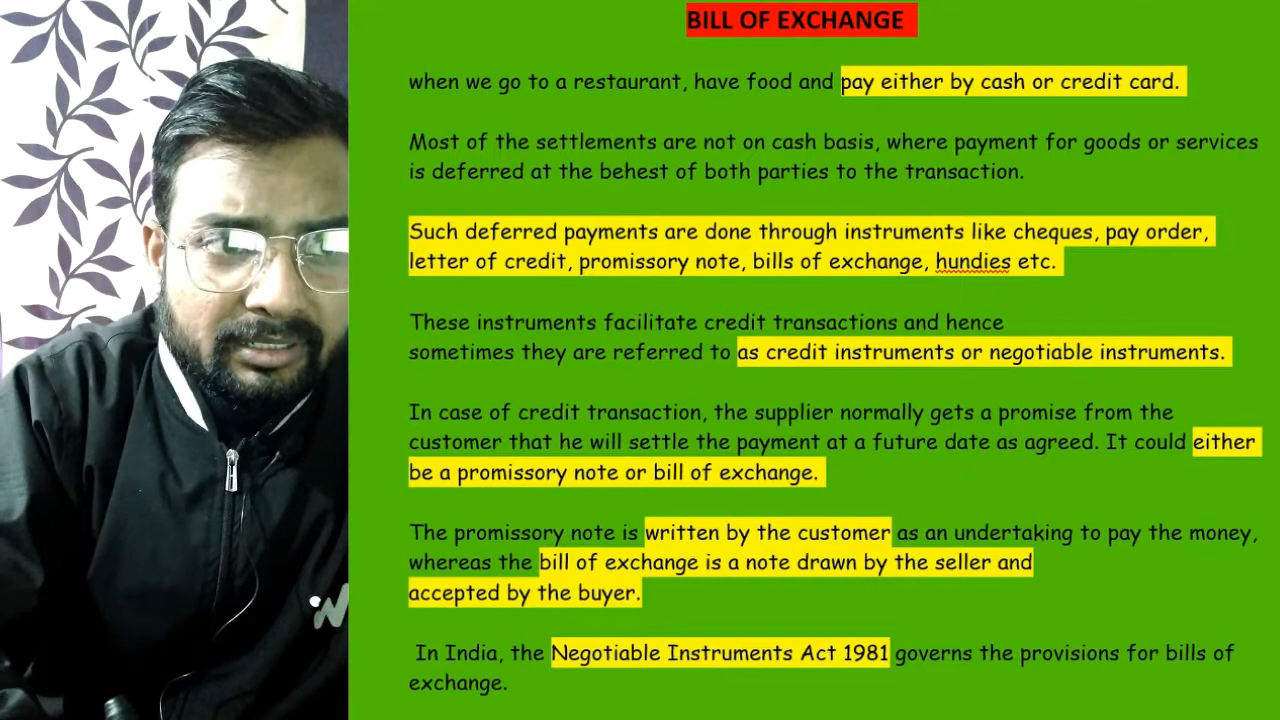 BILL OF EXCHANGE
when we go to a restaurant, have food and pay either by cash or credit card.
Most of the settlements are not on cash basis, where payment for goods or services
is deferred at the behest of both parties to the transaction.
Such deferred payments are done through instruments like cheques, pay order,
letter of credit, promissory note, bills of exchange, hundies etc.
These instruments facilitate credit transactions and hence
sometimes they are referred to as credit instruments or negotiable instruments.
In case of credit transaction, the supplier normally gets a promise from the
customer that he will settle the payment at a future date as agreed. It could either
be a promissory note or bill of exchange.
The promissory note is written by the customer as an undertaking to pay the money,
whereas the bill of exchange is a note drawn by the seller and
accepted by the buyer.
In India, the Negotiable Instruments Act 1981 governs the provisions for bills of
exchange.